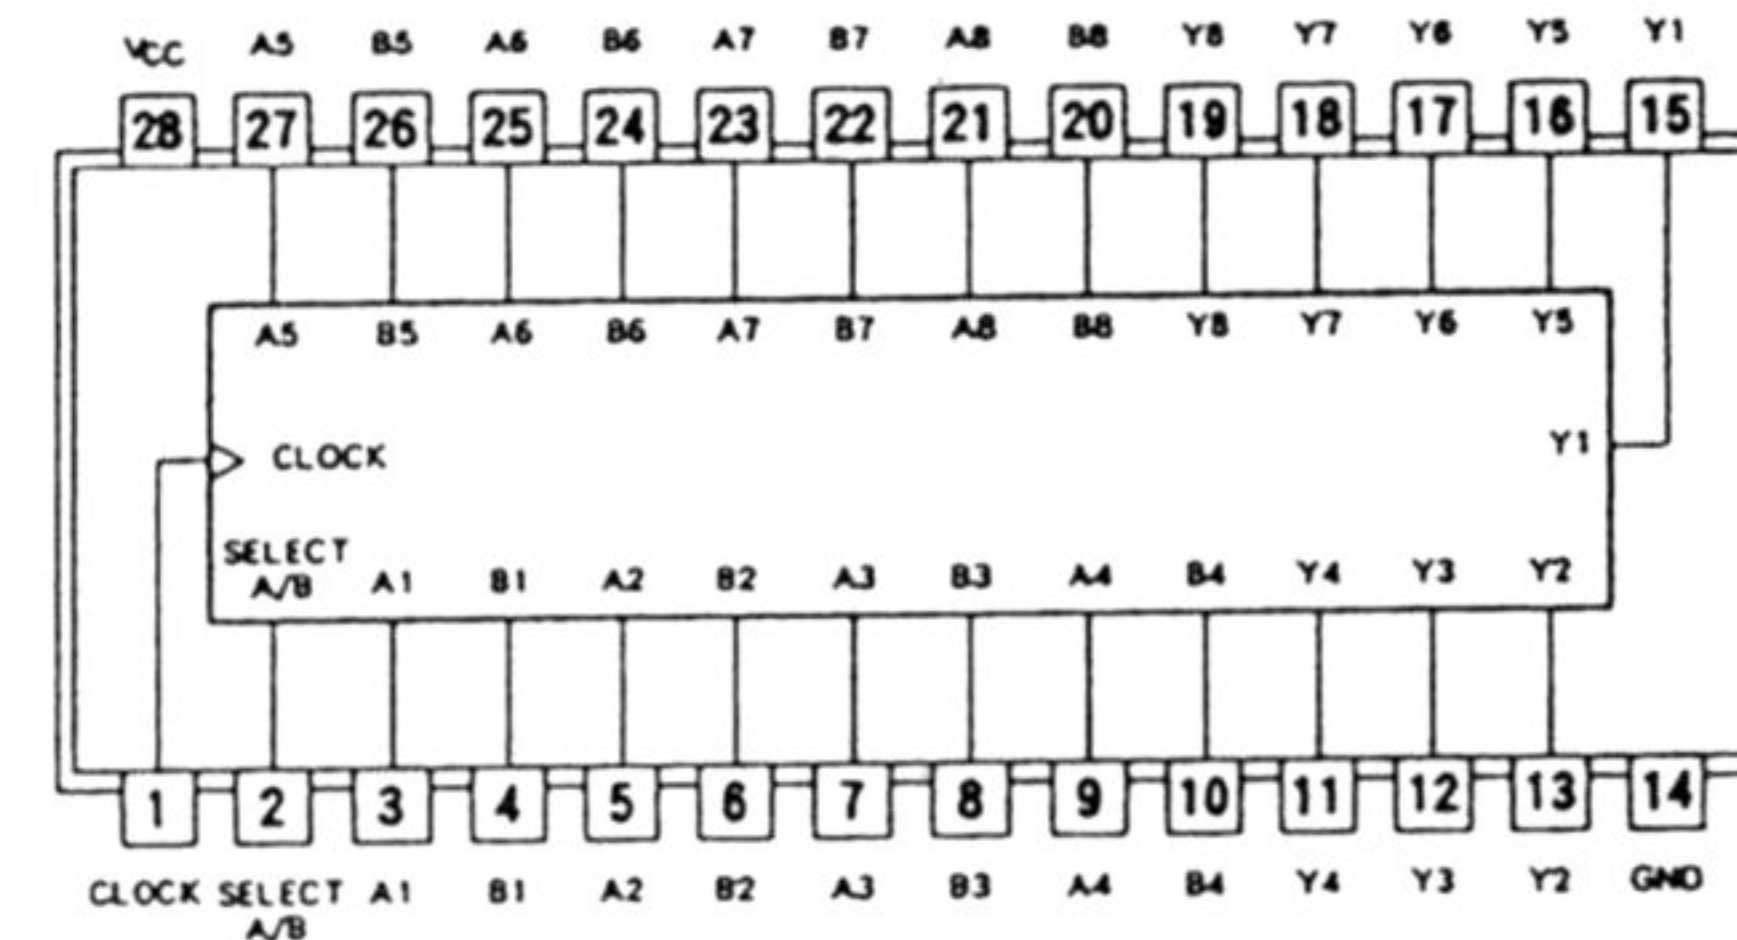 VCC A5 B5 A6 B6 A7 B7 A8 B8 Y8 Y7 Y6 Y5 Y1
28 27 26 25 24 23 22 21 20 19 18 17 16 15
A5 B5 A6 B6 A7 B7 A8 B8 Y8 Y7 Y6 Y5
CLOCK Y1
SELECT
A/B A1 B1 A2 B2 A3 B3 A4 B4 Y4 Y3 Y2
1 2 3 4 5 6 7 8 9 10 11 12 13 14
CLOCK SELECT A1 B1 A2 B2 A3 B3 A4 B4 Y4 Y3 Y2 GND
A/B